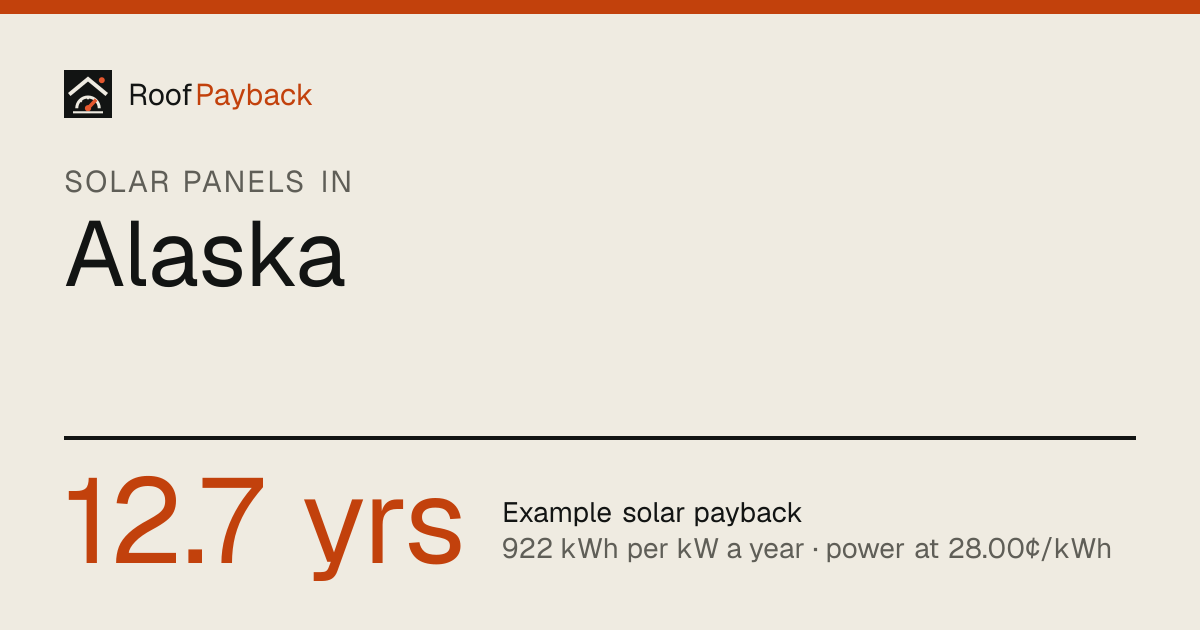 RoofPayback
SOLAR PANELS IN
Alaska
12.7 yrs
Example solar payback
922 kWh per kW a year · power at 28.00¢/kWh